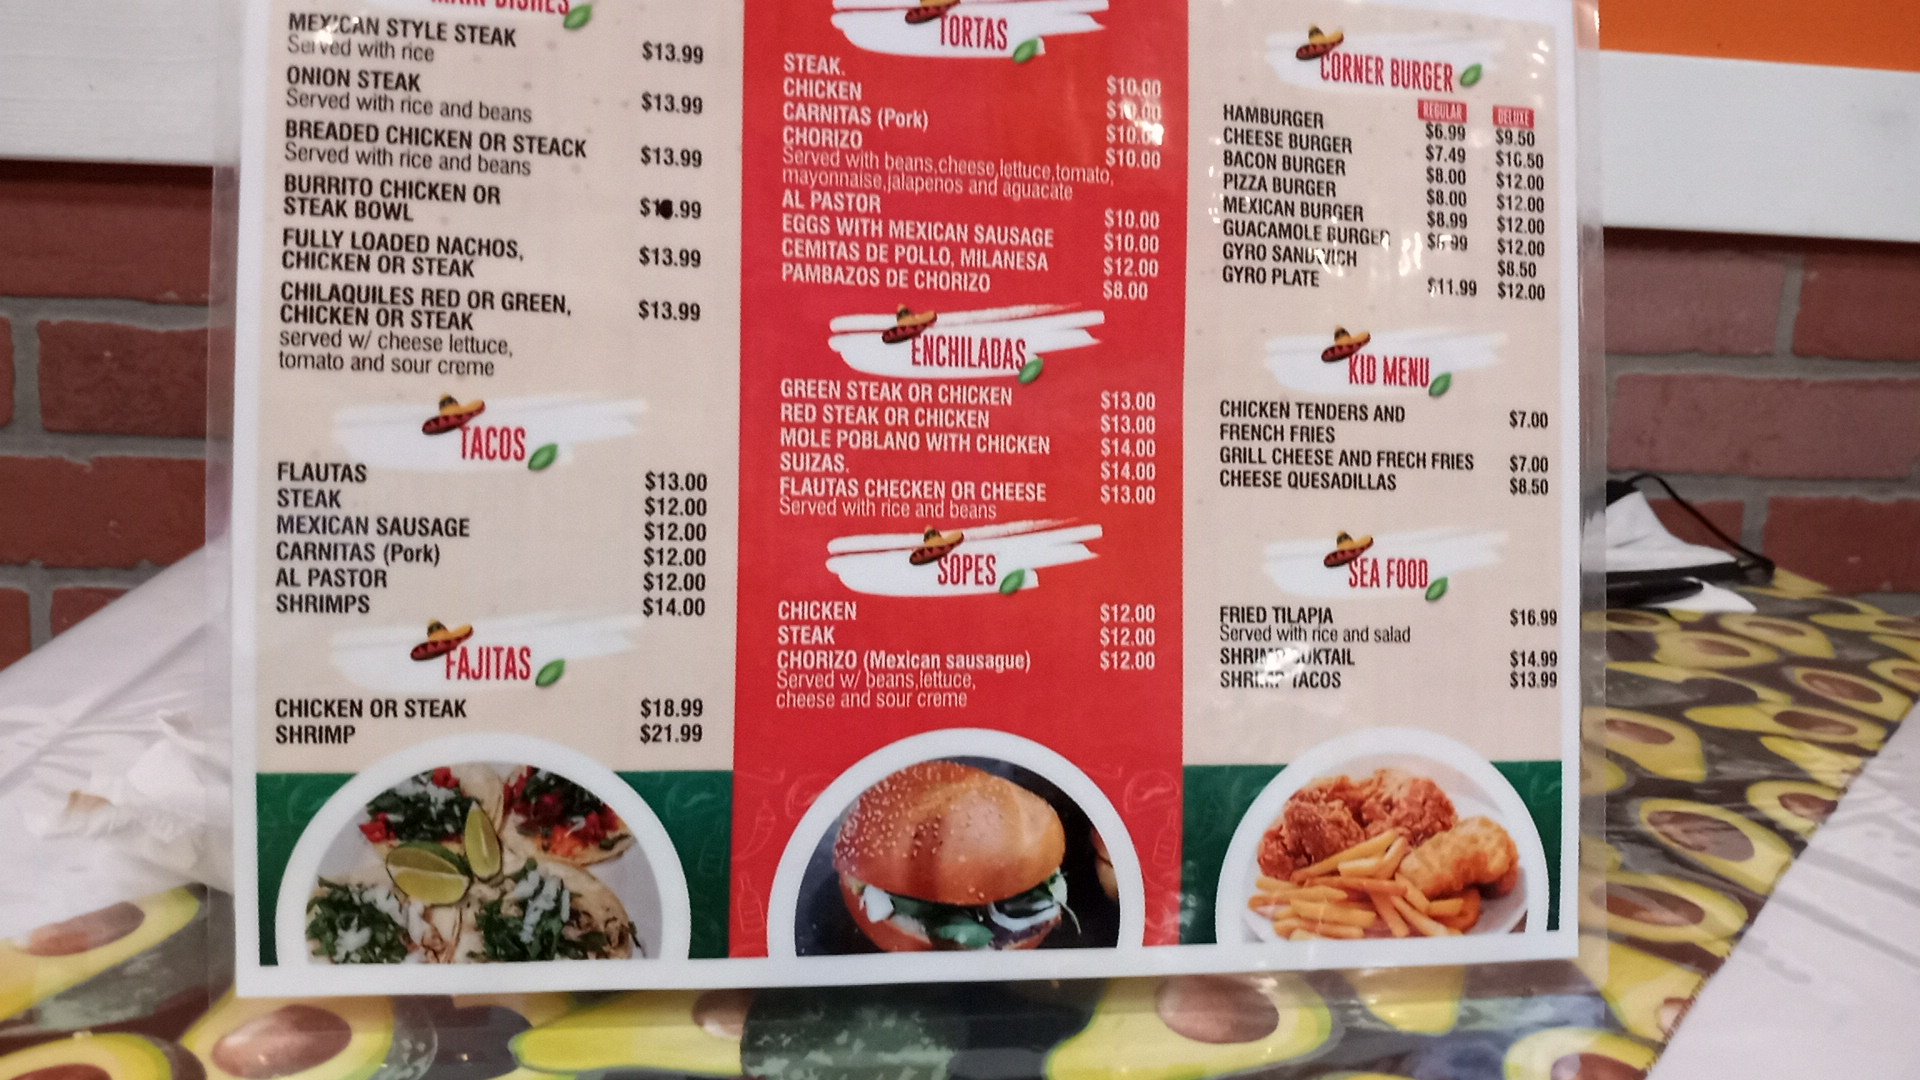 MAIN DISHES
MEXICAN STYLE STEAK $13.99
Served with rice
ONION STEAK $13.99
Served with rice and beans
BREADED CHICKEN OR STEACK $13.99
Served with rice and beans
BURRITO CHICKEN OR
STEAK BOWL
FULLY LOADED NACHOS,
CHICKEN OR STEAK $13.99
CHILAQUILES RED OR GREEN,
CHICKEN OR STEAK $13.99
served w/ cheese lettuce,
tomato and sour creme
TACOS
FLAUTAS $13.00
STEAK $12.00
MEXICAN SAUSAGE $12.00
CARNITAS (Pork) $12.00
AL PASTOR $12.00
SHRIMPS $14.00
FAJITAS
CHICKEN OR STEAK $18.99
SHRIMP $21.99
TORTAS
STEAK. $10.00
CHICKEN $10.00
CARNITAS (Pork) $10.00
CHORIZO $10.00
Served with beans,cheese,lettuce,tomato,
mayonnaise,jalapenos and aguacate
AL PASTOR $10.00
EGGS WITH MEXICAN SAUSAGE $10.00
CEMITAS DE POLLO, MILANESA $12.00
PAMBAZOS DE CHORIZO $8.00
ENCHILADAS
GREEN STEAK OR CHICKEN $13.00
RED STEAK OR CHICKEN $13.00
MOLE POBLANO WITH CHICKEN $14.00
SUIZAS. $14.00
FLAUTAS CHECKEN OR CHEESE $13.00
Served with rice and beans
SOPES
CHICKEN $12.00
STEAK $12.00
CHORIZO (Mexican sausague) $12.00
Served w/ beans,lettuce,
cheese and sour creme
CORNER BURGER
REGULAR DELUXE
HAMBURGER $6.99 $9.50
CHEESE BURGER $7.49 $10.50
BACON BURGER $8.00 $12.00
PIZZA BURGER $8.00 $12.00
MEXICAN BURGER $8.99 $12.00
GUACAMOLE BURGER $12.00
GYRO SANDWICH $8.50
GYRO PLATE $11.99 $12.00
KID MENU
CHICKEN TENDERS AND $7.00
FRENCH FRIES
GRILL CHEESE AND FRECH FRIES $7.00
CHEESE QUESADILLAS $8.50
SEA FOOD
FRIED TILAPIA $16.99
Served with rice and salad
SHRIMP $14.99
SHRIMP TACOS $13.99